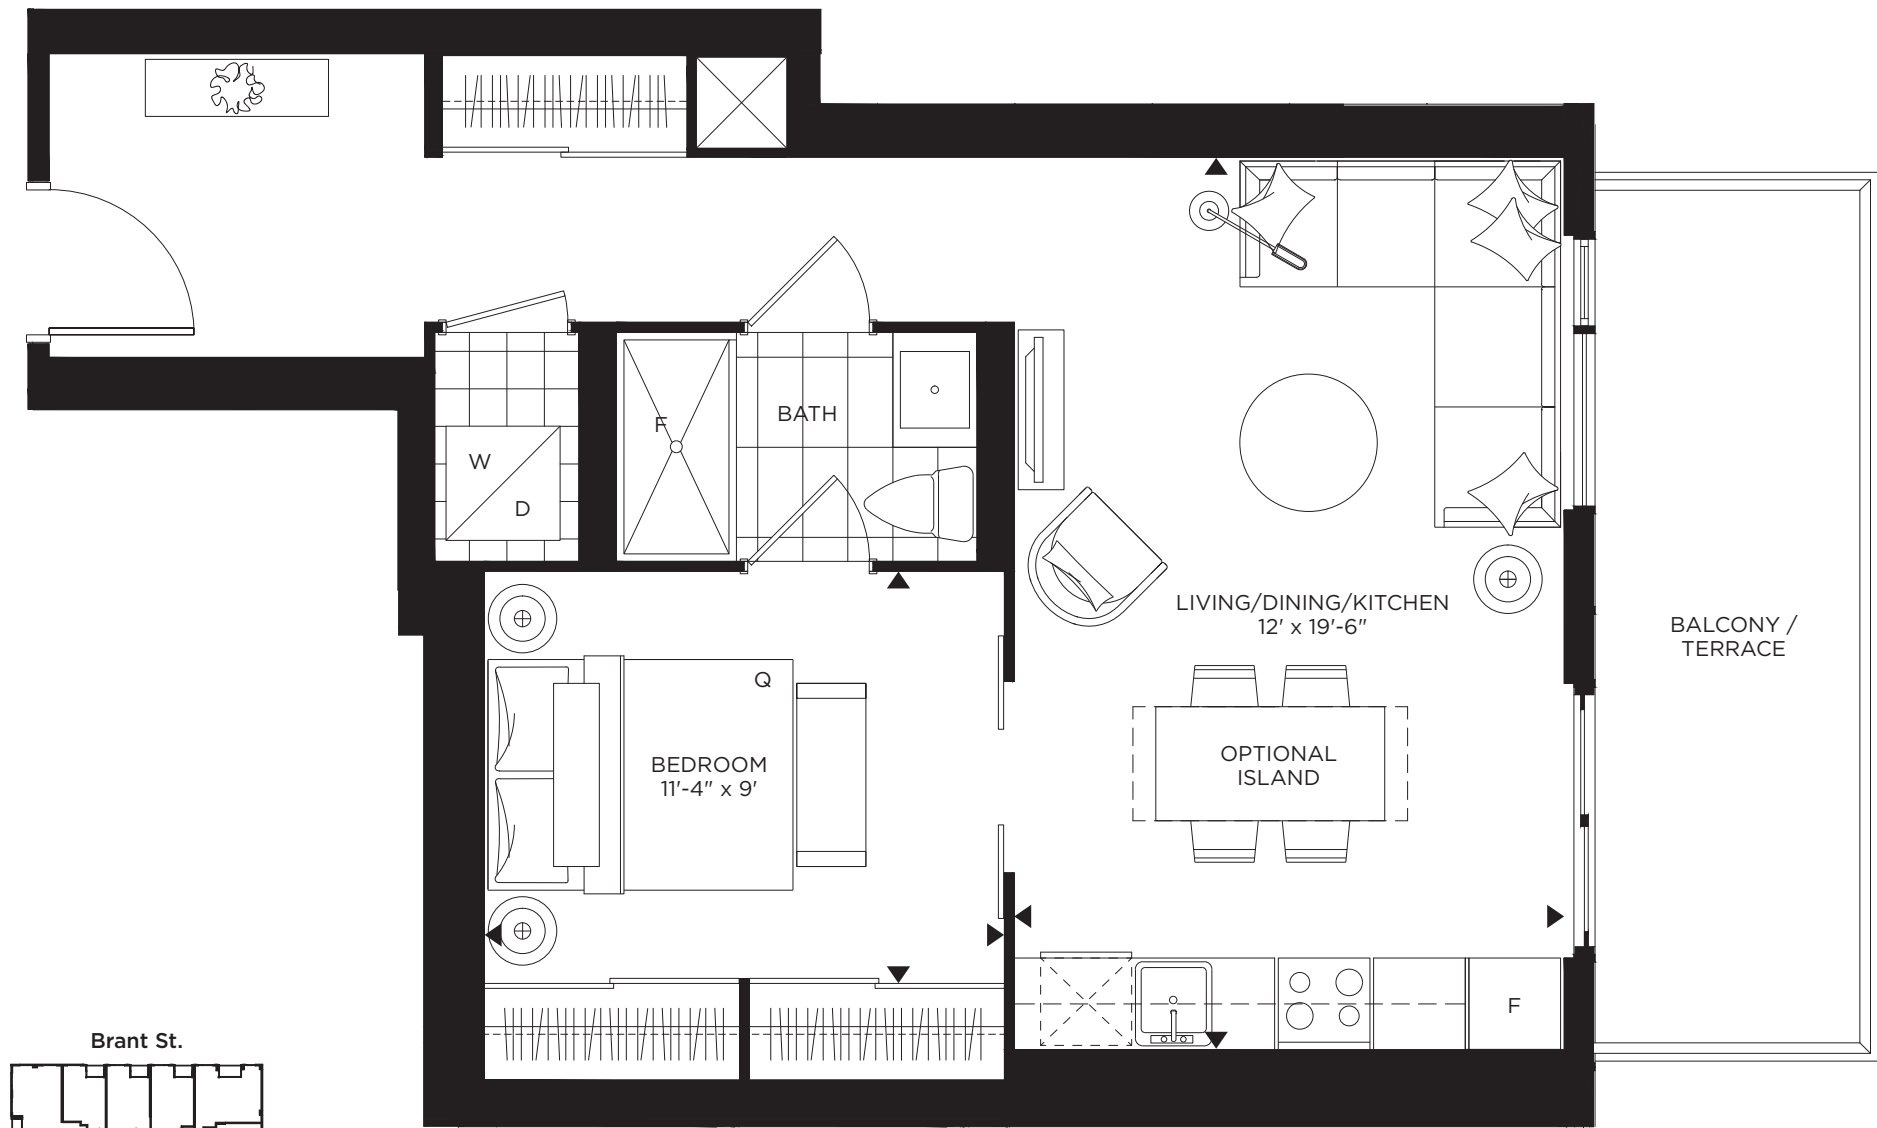 F
BATH
W
D
LIVING/DINING/KITCHEN
12' x 19'-6"
BALCONY /
TERRACE
Q
BEDROOM
11'-4" x 9'
OPTIONAL
ISLAND
F
Brant St.